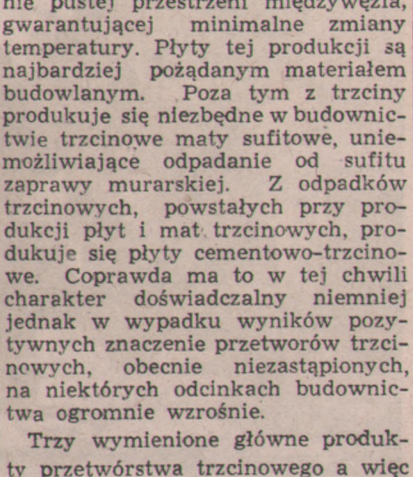 nie pustej przestrzeni międzywęźla,
gwarantującej minimalne zmiany
temperatury. Płyty tej produkcji są
najbardziej pożądanym materiałem
budowlanym. Poza tym z trzciny
produkuje się niezbędne w budownic-
twie trzcinowe maty sufitowe, unie-
możliwiające odpadanie od sufitu
zaprawy murarskiej. Z odpadków
trzcinowych, powstałych przy pro-
dukcji płyt i mat trzcinowych, pro-
dukuje się płyty cementowo-trzcino-
we. Coprawda ma to w tej chwili
charakter doświadczalny niemniej
jednak w wypadku wyników pozy-
tywnych znaczenie przetworów trzci-
nowych, obecnie niezastąpionych,
na niektórych odcinkach budownic-
twa ogromnie wzrośnie.
Trzy wymienione główne produk-
ty przetwórstwa trzcinowego a więc